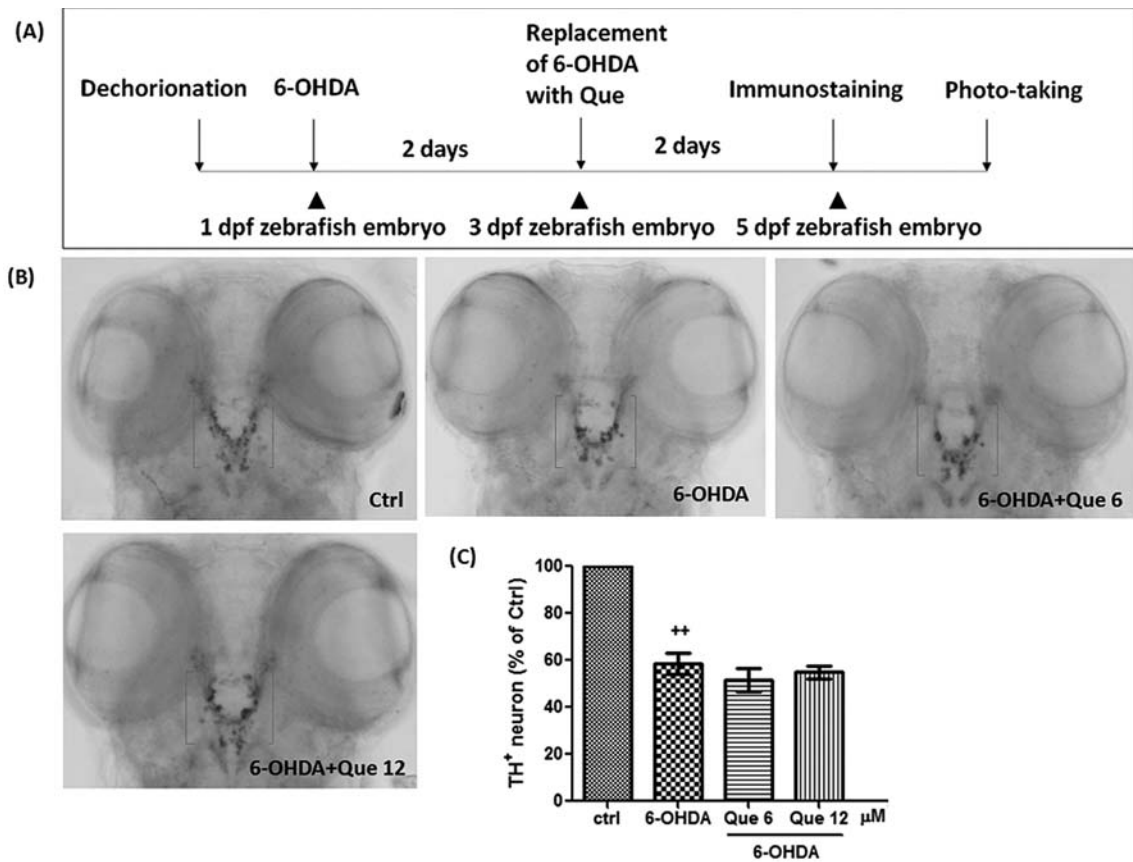 (A)
Dechorionation
6-OHDA
Replacement
of 6-OHDA
with Que
Immunostaining
Photo-taking
2 days
2 days
1 dpf zebrafish embryo
3 dpf zebrafish embryo
5 dpf zebrafish embryo
(B)
Ctrl
6-OHDA
6-OHDA+Que 6
6-OHDA+Que 12
(C)
TH+ neuron (% of Ctrl)
100
80
60
40
20
0
++
ctrl
6-OHDA
Que 6
Que 12
μM
6-OHDA